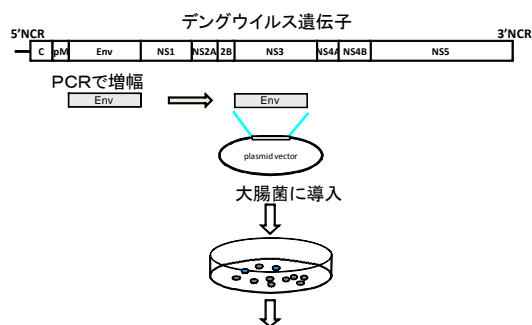 デングウイルス遺伝子
5'NCR 3'NCR
C pM Env NS1 NS2A 2B NS3 NS4A NS4B NS5
PCRで増幅
Env Env
plasmid vector
大腸菌に導入